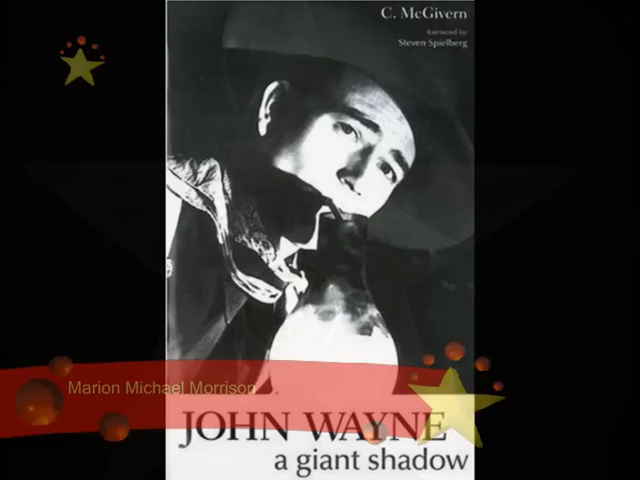 C. McGivern
foreword by
Steven Spielberg
Marion Michael Morrison
JOHN WAYNE
a giant shadow